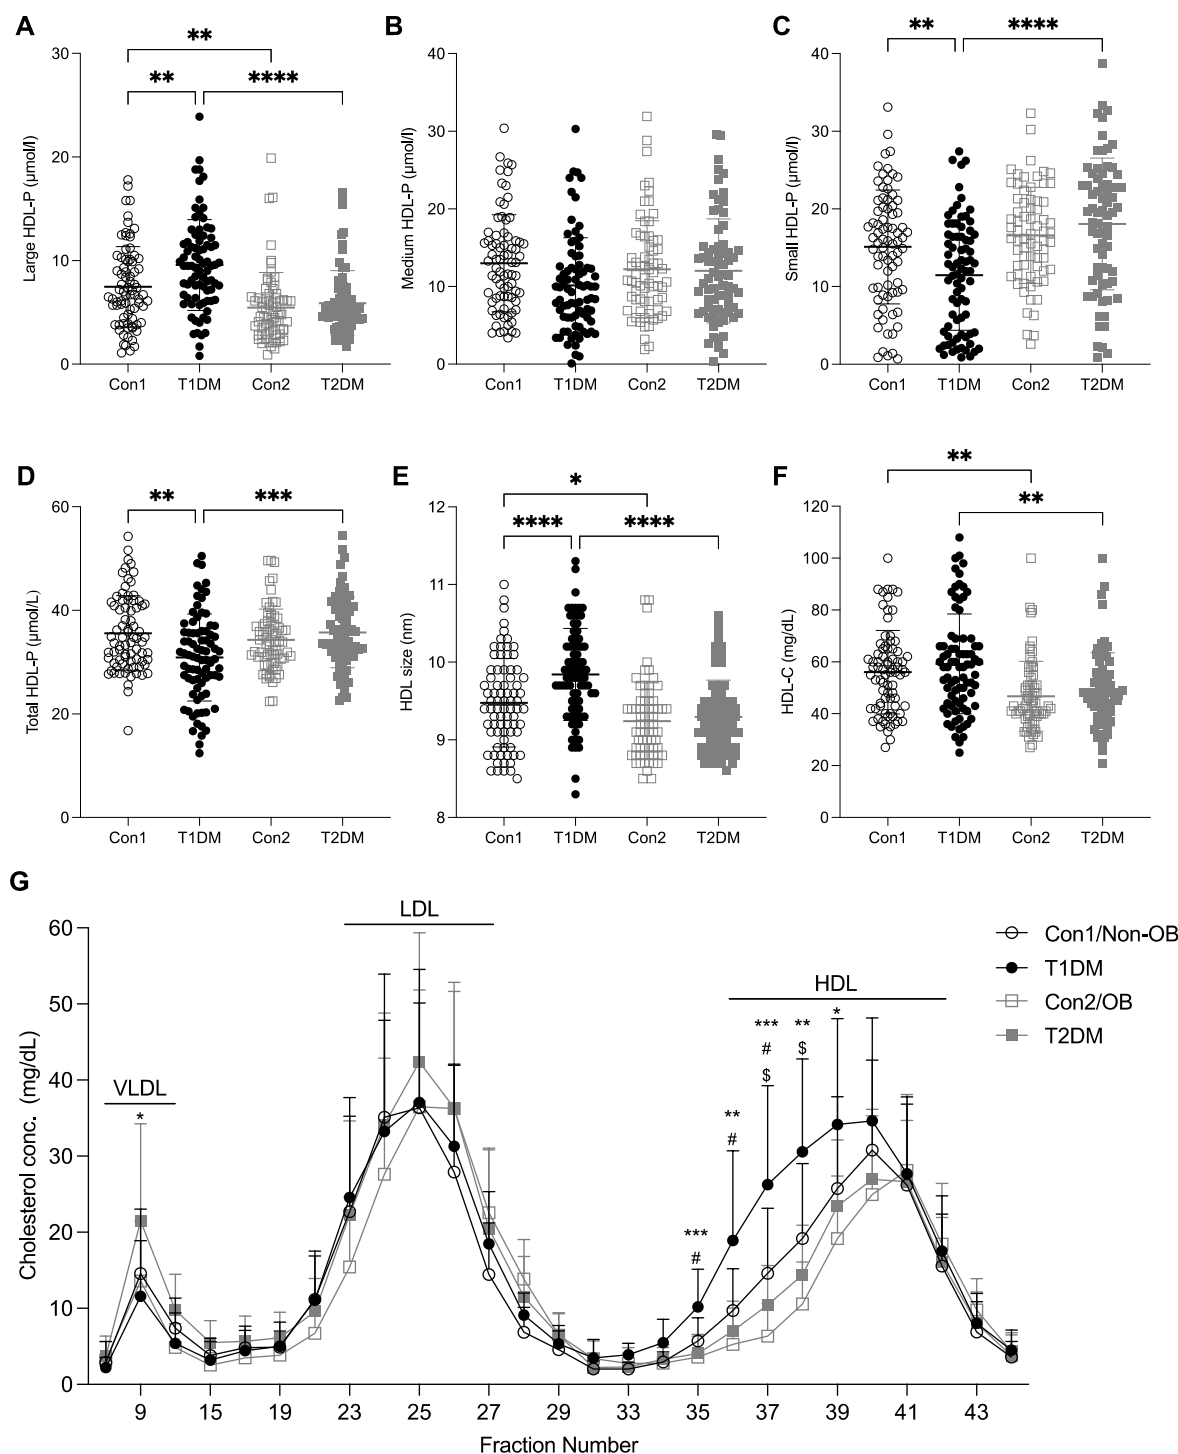 A
**
**
****
30
20
10
0
Large HDL-P (μmol/l)
Con1
T1DM
Con2
T2DM
B
40
30
20
10
0
Medium HDL-P (μmol/l)
Con1
T1DM
Con2
T2DM
C
**
****
40
30
20
10
0
Small HDL-P (μmol/l)
Con1
T1DM
Con2
T2DM
D
**
***
60
40
20
0
Total HDL-P (μmol/L)
Con1
T1DM
Con2
T2DM
E
*
****
****
12
11
10
9
8
HDL size (nm)
Con1
T1DM
Con2
T2DM
F
**
**
120
100
80
60
40
20
0
HDL-C (mg/dL)
Con1
T1DM
Con2
T2DM
G
60
50
40
30
20
10
0
Cholesterol conc. (mg/dL)
VLDL
*
LDL
HDL
***
#
**
#
***
#
$
**
$
*
Con1/Non-OB
T1DM
Con2/OB
T2DM
9
15
19
23
25
27
29
33
35
37
39
41
43
Fraction Number